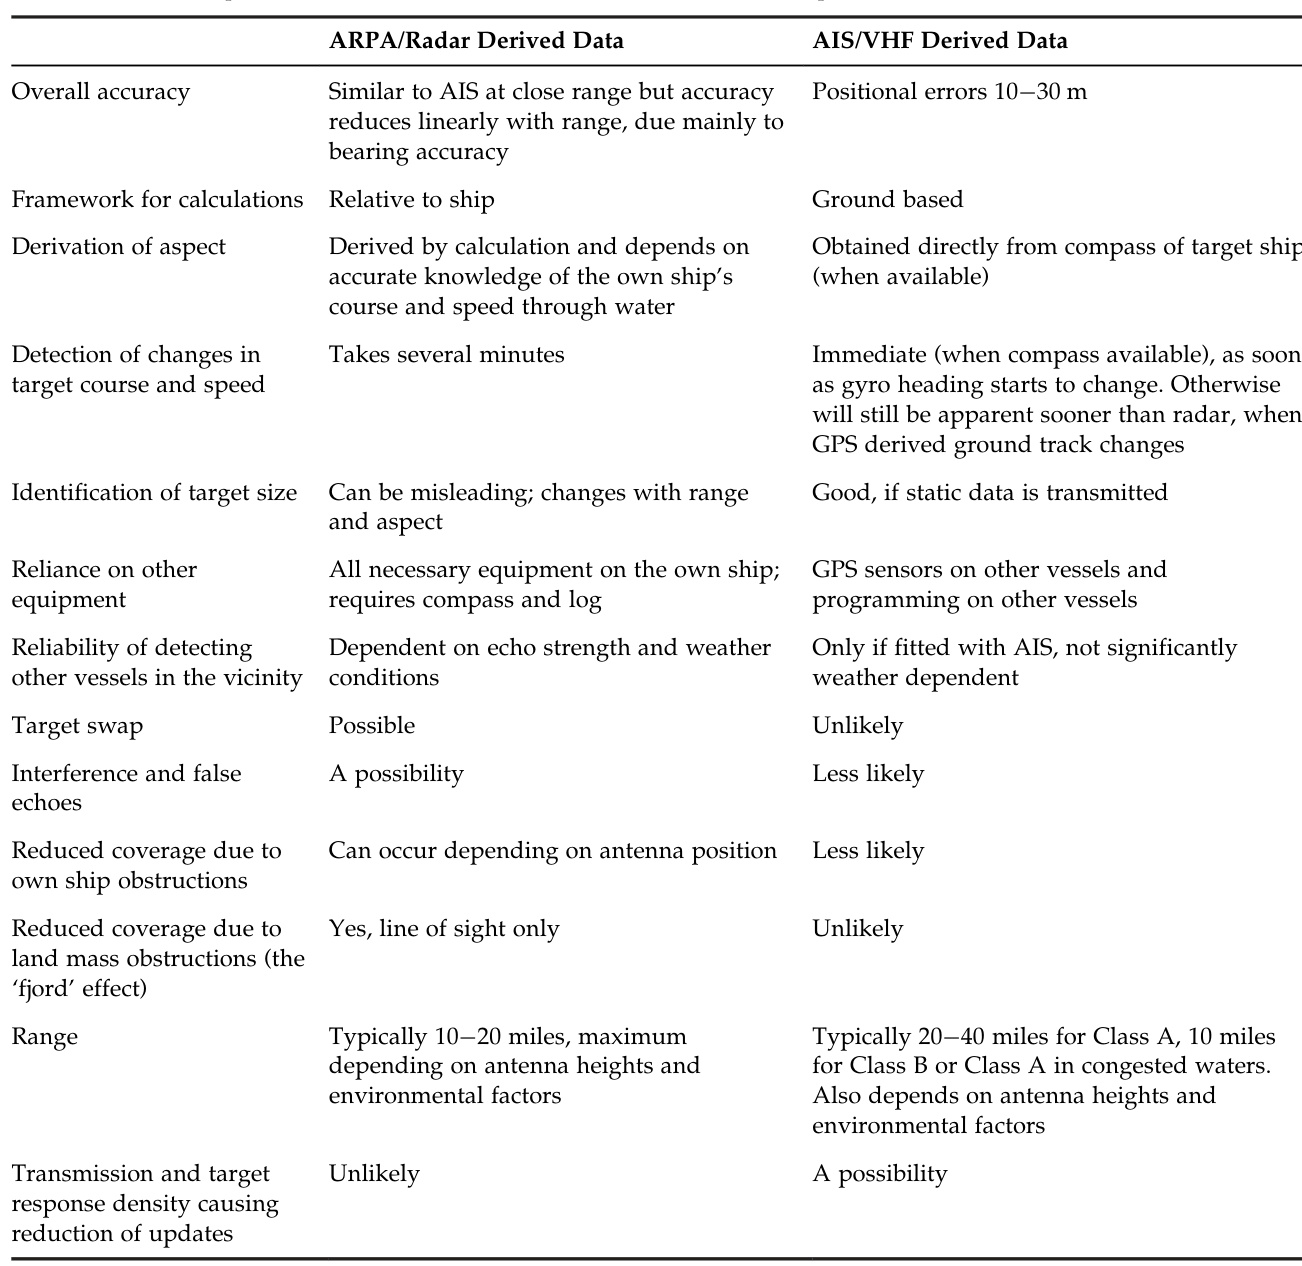 ARPA/Radar Derived Data AIS/VHF Derived Data
Overall accuracy Similar to AIS at close range but accuracy Positional errors 10−30 m
reduces linearly with range, due mainly to
bearing accuracy
Framework for calculations Relative to ship Ground based
Derivation of aspect Derived by calculation and depends on Obtained directly from compass of target ship
accurate knowledge of the own ship’s (when available)
course and speed through water
Detection of changes in Takes several minutes Immediate (when compass available), as soon
target course and speed as gyro heading starts to change. Otherwise
will still be apparent sooner than radar, when
GPS derived ground track changes
Identification of target size Can be misleading; changes with range Good, if static data is transmitted
and aspect
Reliance on other All necessary equipment on the own ship; GPS sensors on other vessels and
equipment requires compass and log programming on other vessels
Reliability of detecting Dependent on echo strength and weather Only if fitted with AIS, not significantly
other vessels in the vicinity conditions weather dependent
Target swap Possible Unlikely
Interference and false A possibility Less likely
echoes
Reduced coverage due to Can occur depending on antenna position Less likely
own ship obstructions
Reduced coverage due to Yes, line of sight only Unlikely
land mass obstructions (the
‘fjord’ effect)
Range Typically 10−20 miles, maximum Typically 20−40 miles for Class A, 10 miles
depending on antenna heights and for Class B or Class A in congested waters.
environmental factors Also depends on antenna heights and
environmental factors
Transmission and target Unlikely A possibility
response density causing
reduction of updates